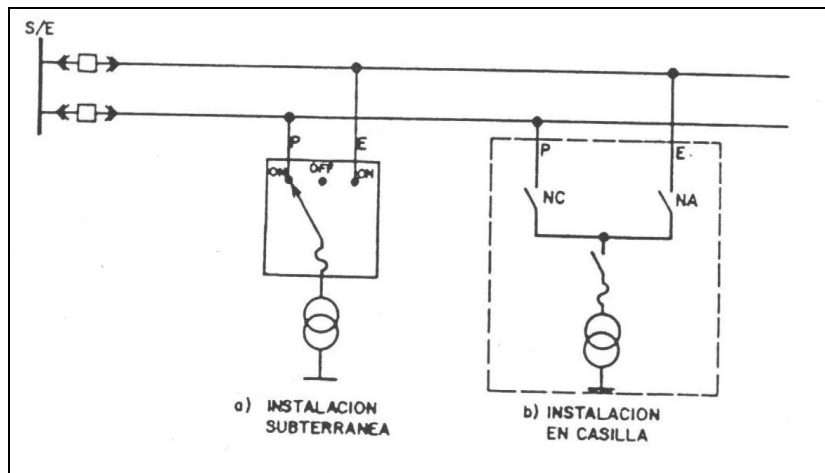 S/E
P
E
ON
OFF
ON
a) INSTALACION
SUBTERRANEA
P
E
NC
NA
b) INSTALACION
EN CASILLA